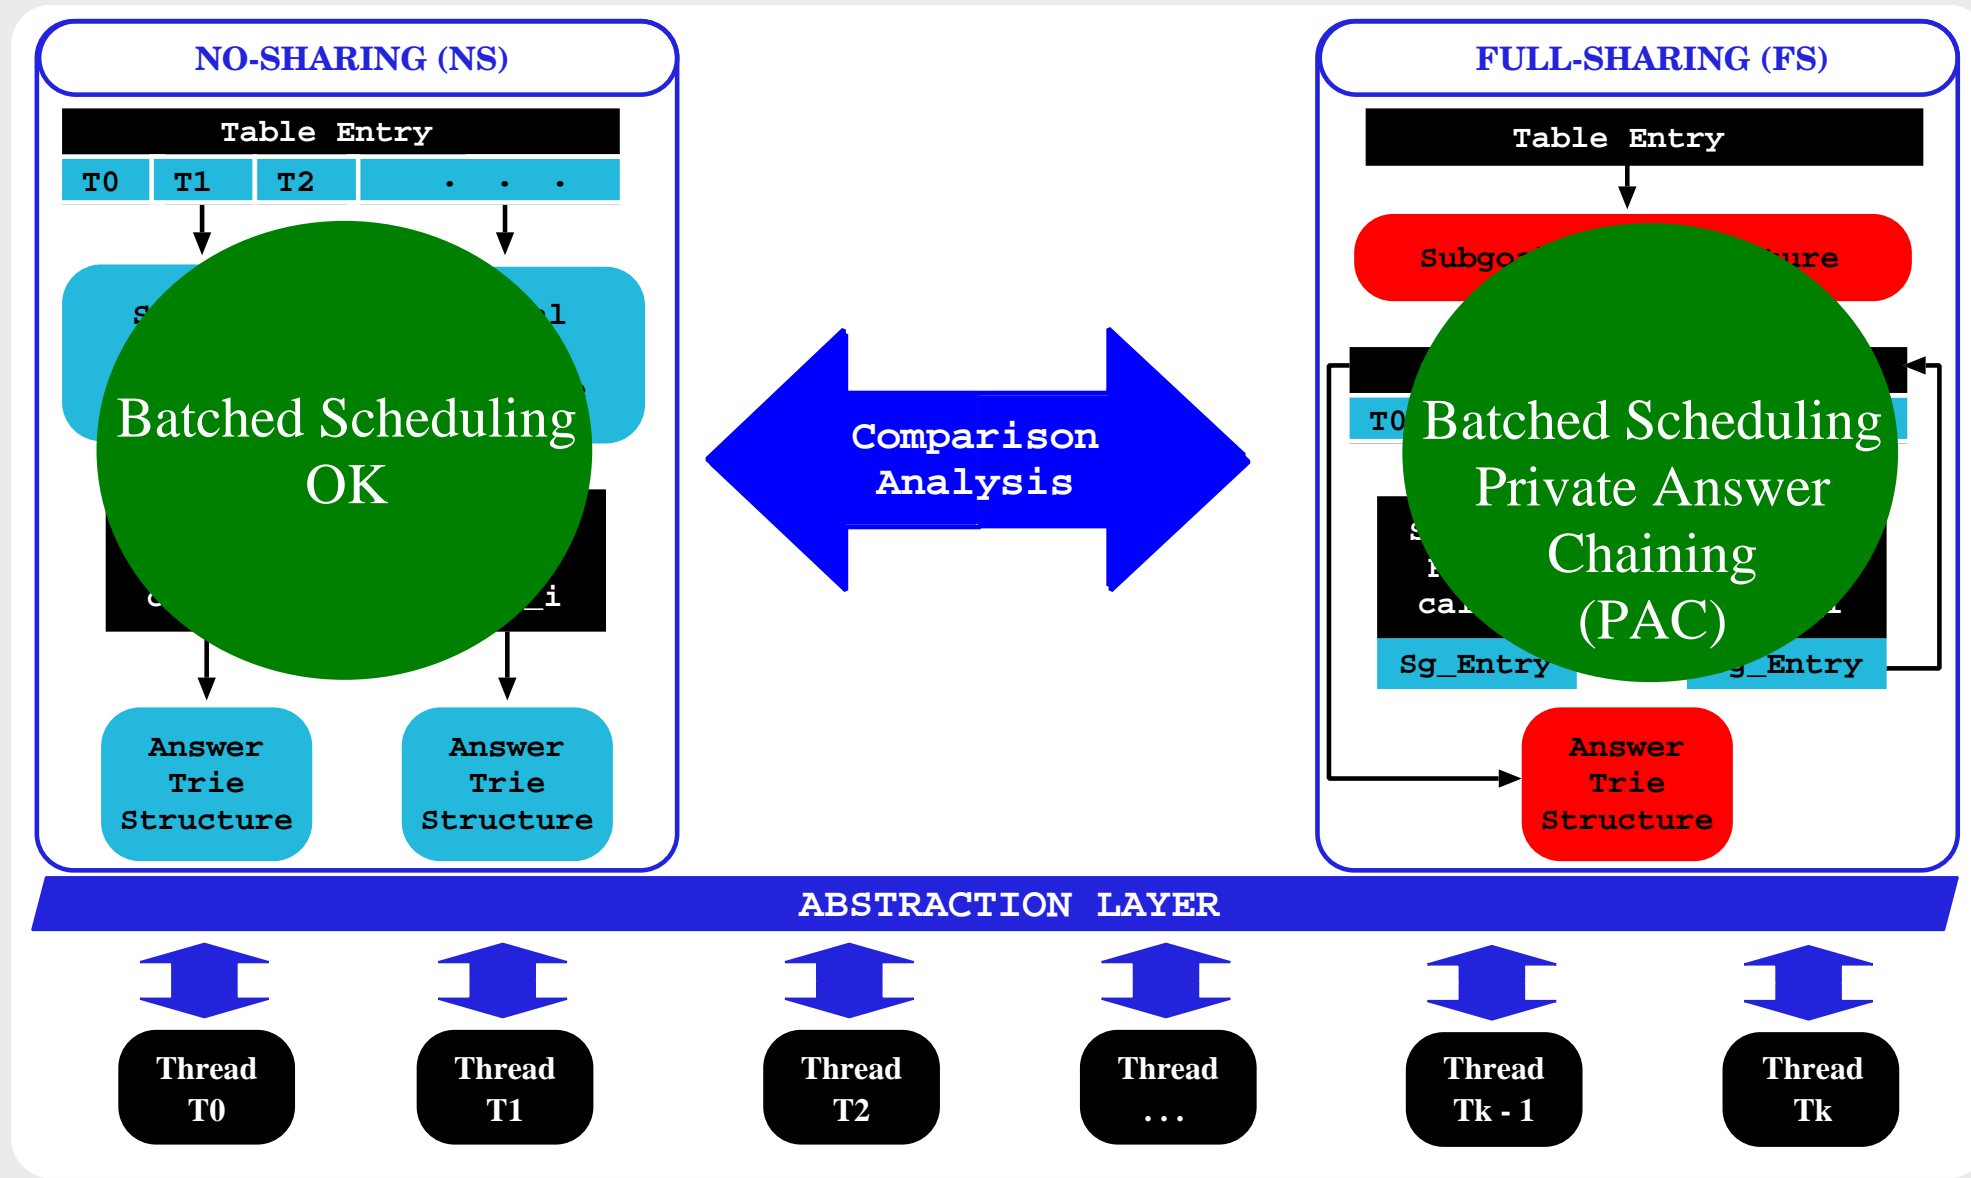 NO-SHARING (NS)
Table Entry
T0 T1 T2 . . .
Batched Scheduling
OK
Answer
Trie
Structure
Answer
Trie
Structure
Comparison
Analysis
FULL-SHARING (FS)
Table Entry
T0
Batched Scheduling
Private Answer
Chaining
(PAC)
Sg_Entry
Answer
Trie
Structure
ABSTRACTION LAYER
Thread
T0
Thread
T1
Thread
T2
Thread
. . .
Thread
Tk - 1
Thread
Tk